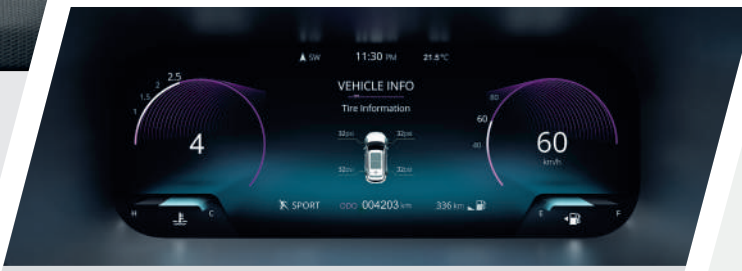 SW 11:30 PM 21.5°C
VEHICLE INFO
Tire Information
2.5
2
1.5
1
4
80
60
40
60
km/h
32psi 32psi
32psi 32psi
SPORT ODO 004203 km 336 km
H C
E F